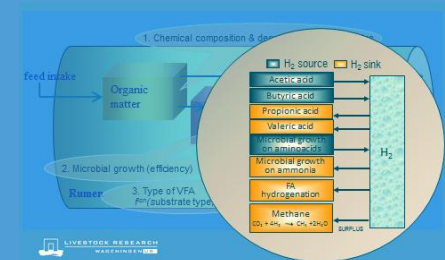 1. Chemical composition & de
feed intake
Organic
matter
2. Microbial growth (efficiency)
Rumen
3. Type of VFA
(substrate type)
H₂ source
H₂ sink
Acetic acid
Butyric acid
Propionic acid
Valeric acid
Microbial growth
on aminoacids
Microbial growth
on ammonia
FA
hydrogenation
Methane
CO₂ + 4H₂ → CH₄ +2H₂O
SURPLUS
H₂
LIVESTOCK RESEARCH
WAGENINGEN UR